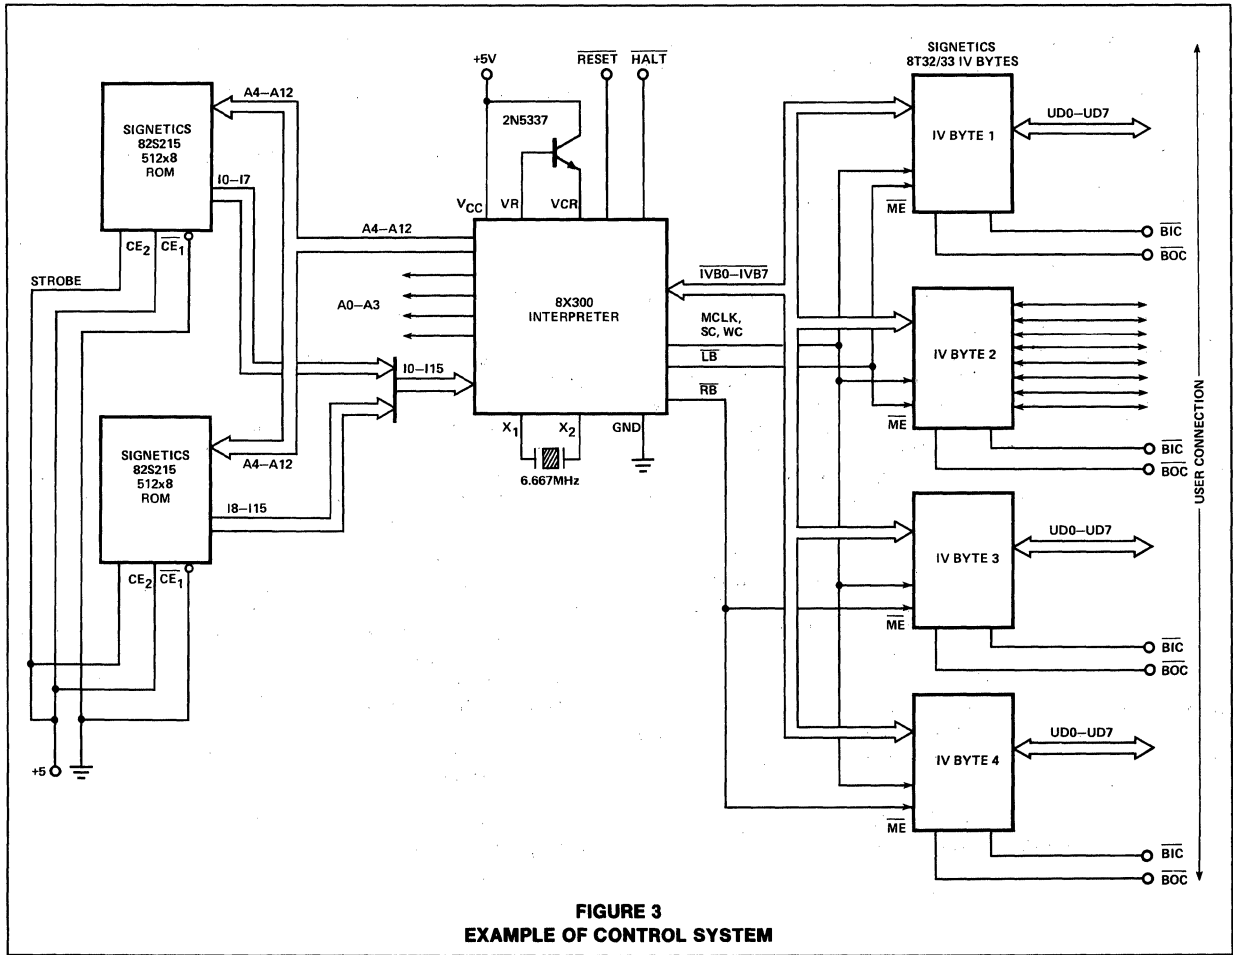 SIGNETICS
8T32/33 IV BYTES
+5V
RESET
HALT
A4–A12
SIGNETICS
82S215
512x8
ROM
2N5337
IV BYTE 1
UD0–UD7
I0–I7
VCC
VR
VCR
ME
A4–A12
BIC
BOC
CE2
CE1
STROBE
IVB0–IVB7
A0–A3
8X300
INTERPRETER
MCLK,
SC, WC
LB
IV BYTE 2
I0–I15
RB
ME
USER CONNECTION
X1
X2
GND
BIC
BOC
6.667MHz
SIGNETICS
82S215
512x8
ROM
A4–A12
I8–I15
UD0–UD7
IV BYTE 3
CE2
CE1
ME
BIC
BOC
UD0–UD7
IV BYTE 4
+5
ME
BIC
BOC
FIGURE 3
EXAMPLE OF CONTROL SYSTEM